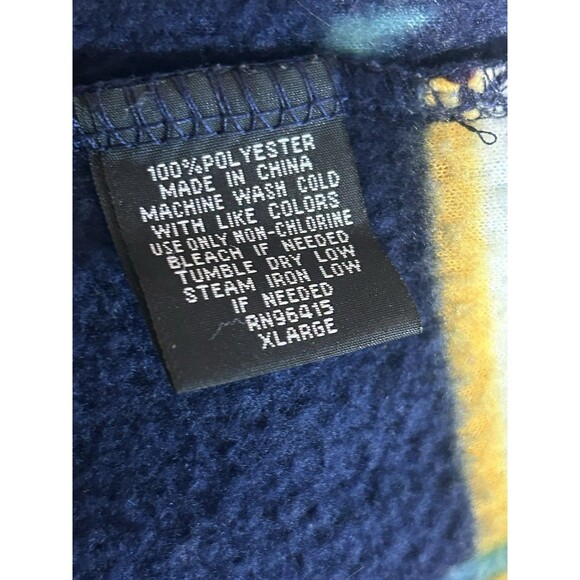 100%POLYESTER
MADE IN CHINA
MACHINE WASH COLD
WITH LIKE COLORS
USE ONLY NON-CHLORINE
BLEACH IF NEEDED
TUMBLE DRY LOW
STEAM IRON LOW
IF NEEDED
RN96415
XLARGE